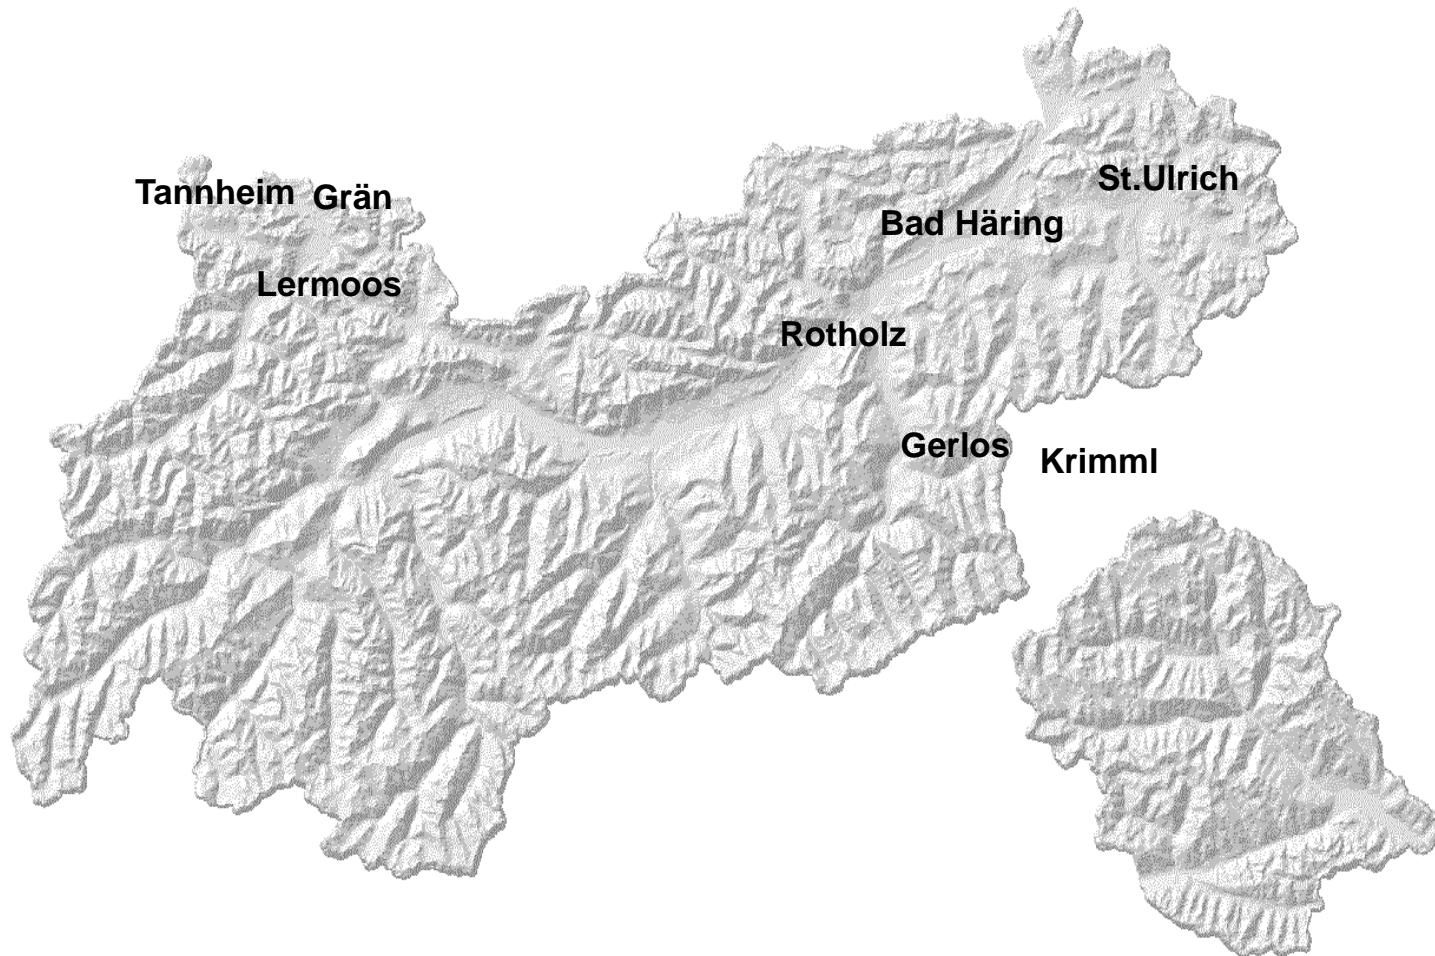 St.Ulrich
Tannheim
Grän
Bad Häring
Lermoos
Rotholz
Gerlos
Krimml